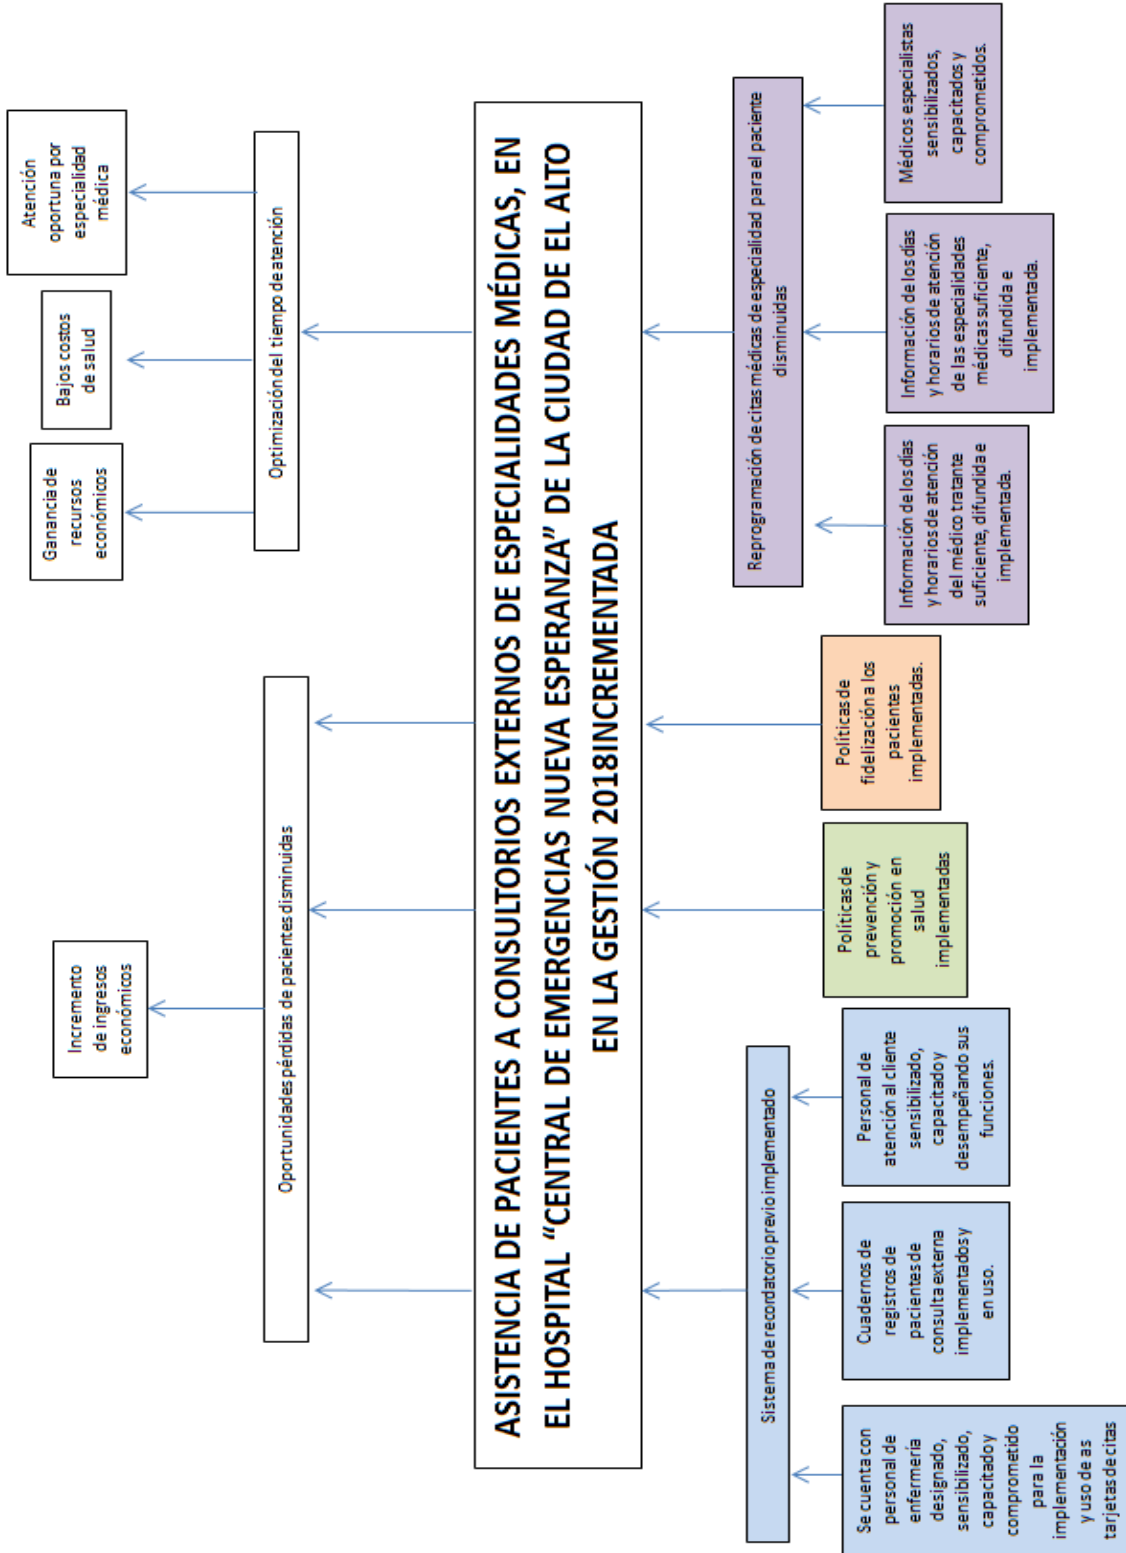 Incremento
de ingresos
económicos
Ganancia de
recursos
económicos
Bajos costos
de salud
Atención
oportuna por
especialidad
médica
Oportunidades pérdidas de pacientes disminuidas
Optimización del tiempo de atención
ASISTENCIA DE PACIENTES A CONSULTORIOS EXTERNOS DE ESPECIALIDADES MÉDICAS, EN
EL HOSPITAL “CENTRAL DE EMERGENCIAS NUEVA ESPERANZA” DE LA CIUDAD DE EL ALTO
EN LA GESTIÓN 2018INCREMENTADA
Sistema de recordatorio previo implementado
Reprogramación de citas médicas de especialidad para el paciente
disminuidas
Se cuenta con
personal de
enfermería
designado,
sensibilizado,
capacitado y
comprometido
para la
implementación
y uso de as
tarjetas de citas
Cuadernos de
registros de
pacientes de
consulta externa
implementados y
en uso.
Personal de
atención al cliente
sensibilizado,
capacitado y
desempeñando sus
funciones.
Políticas de
prevención y
promoción en
salud
implementadas
Políticas de
fidelización a los
pacientes
implementadas.
Información de los días
y horarios de atención
del médico tratante
suficiente, difundida e
implementada.
Información de los días
y horarios de atención
de las especialidades
médicas suficiente,
difundida e
implementada.
Médicos especialistas
sensibilizados,
capacitados y
comprometidos.